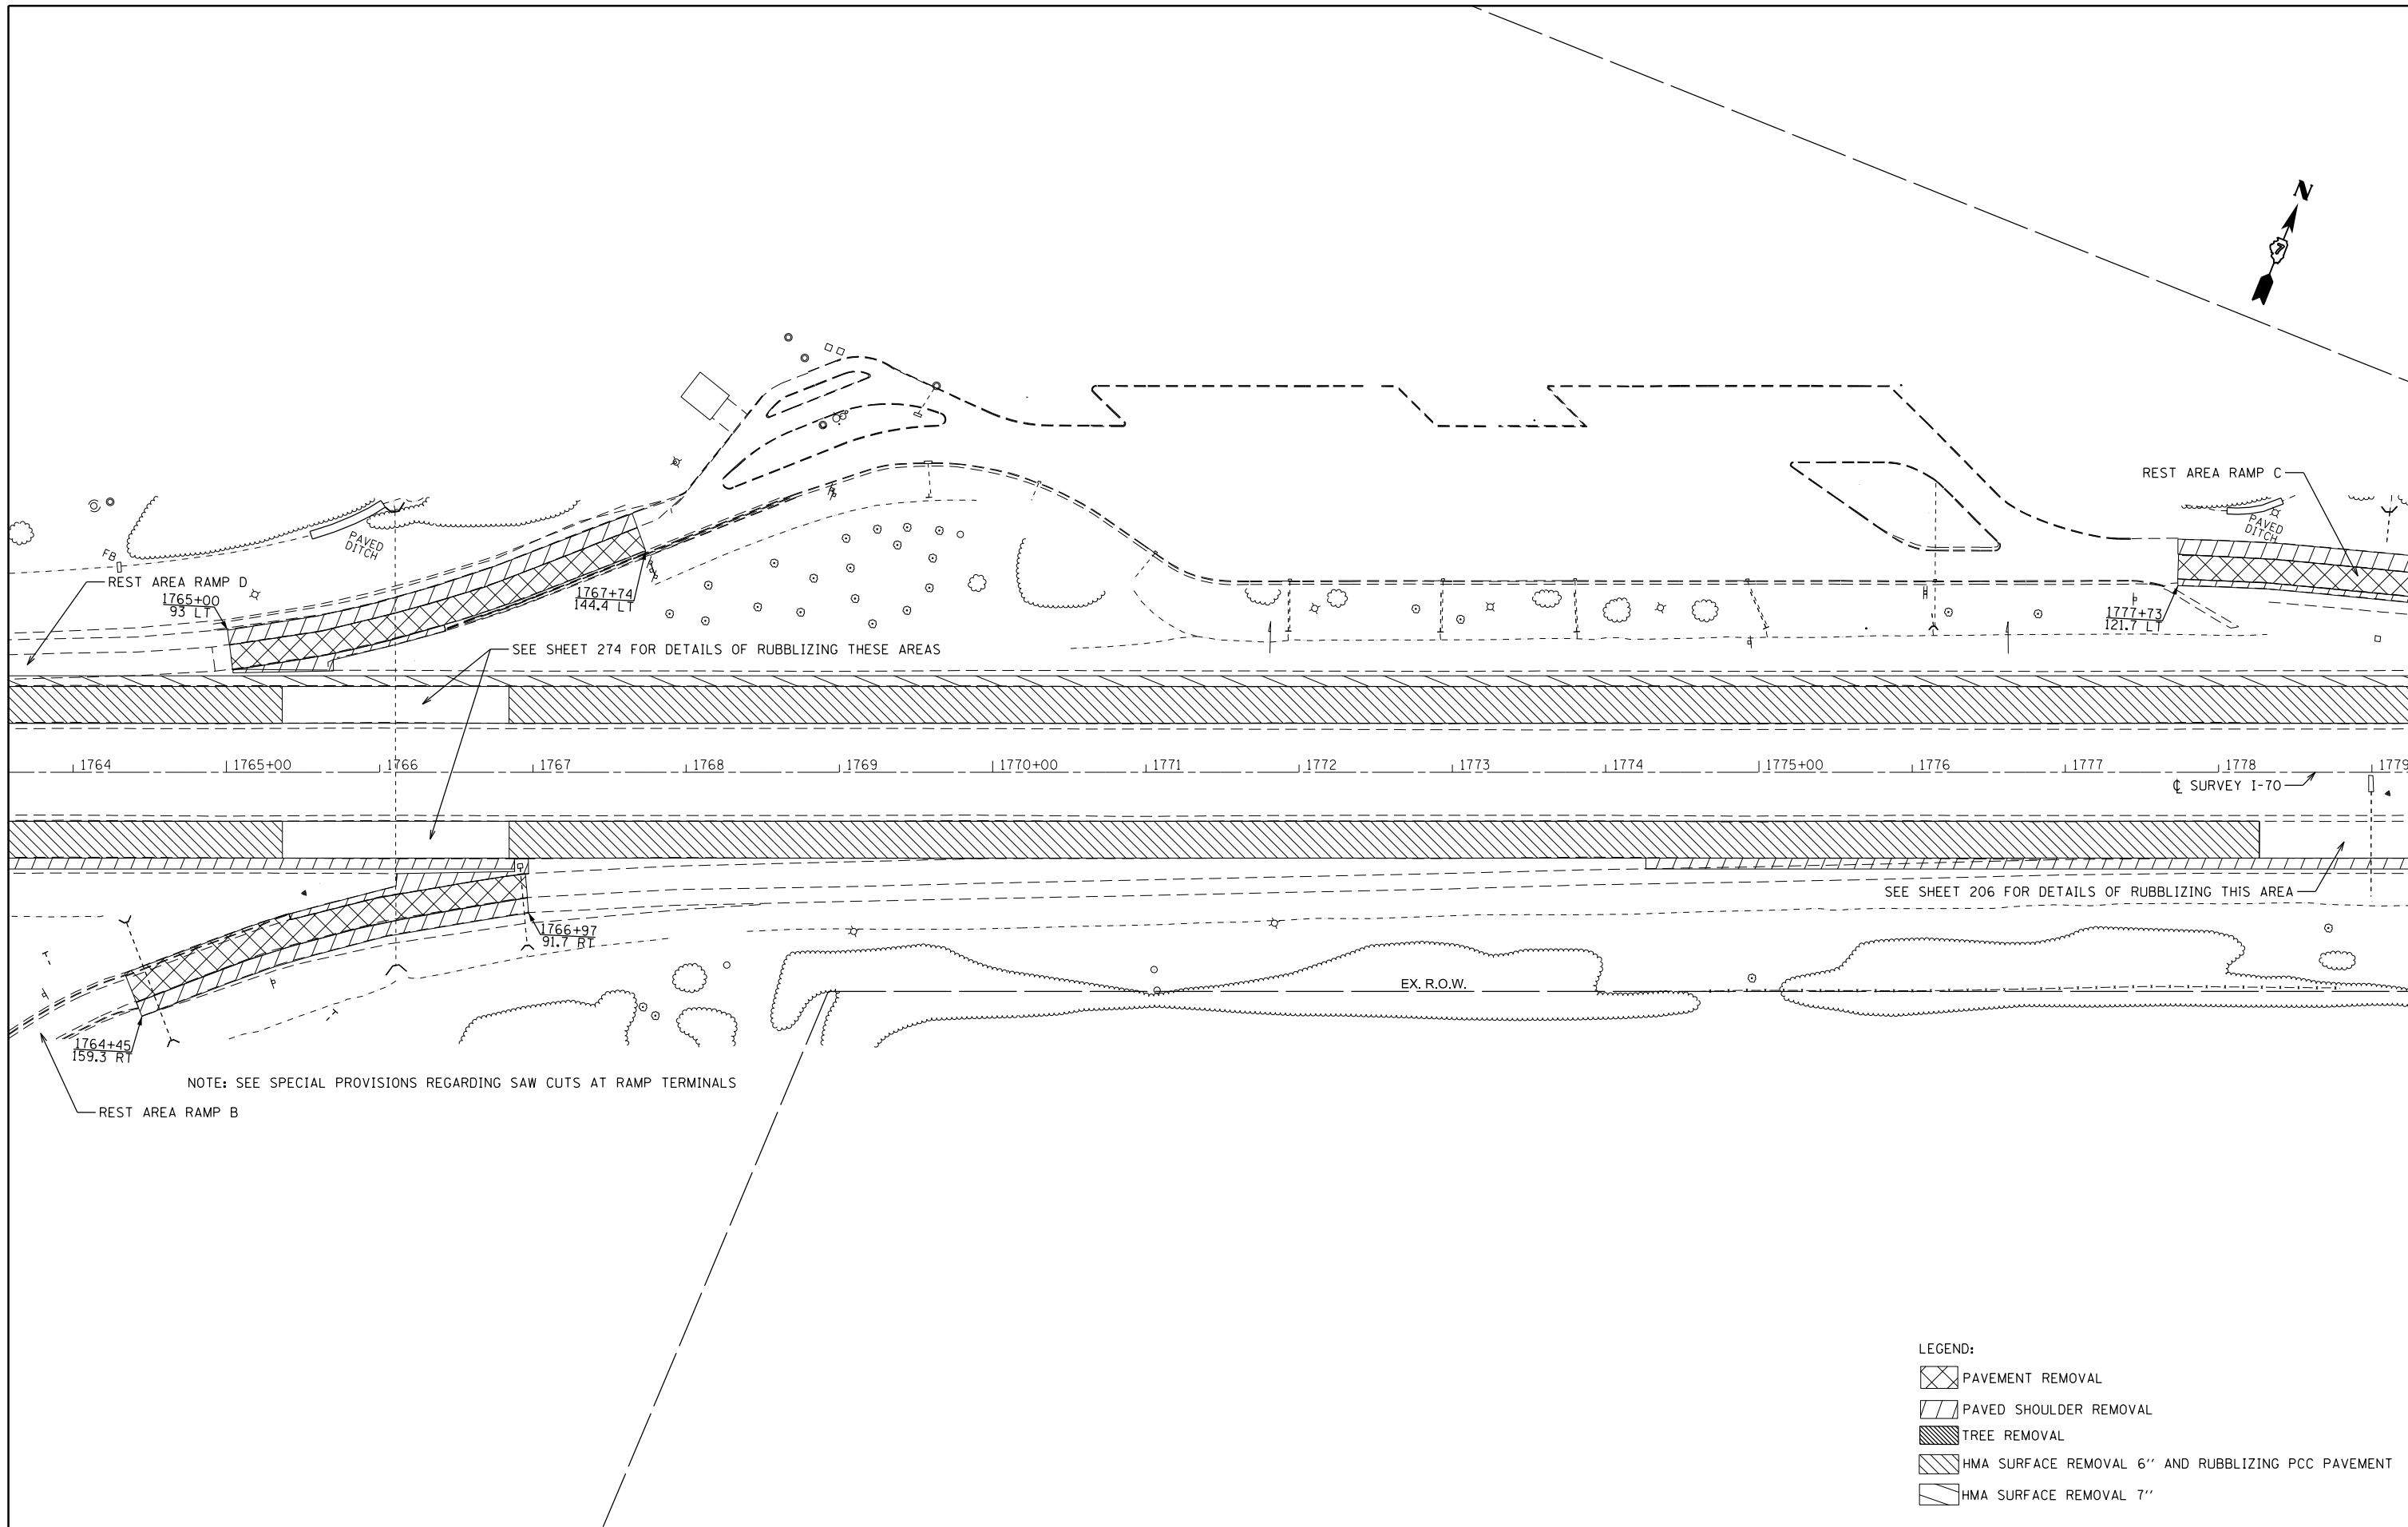 N
7
REST AREA RAMP C
PAVED
DITCH
PAVED
DITCH
FB
REST AREA RAMP D
1765+00
93 LT
1767+74
144.4 LT
1777+73
121.7 LT
SEE SHEET 274 FOR DETAILS OF RUBBLIZING THESE AREAS
1764
1765+00
1766
1767
1768
1769
1770+00
1771
1772
1773
1774
1775+00
1776
1777
1778
1779
℄ SURVEY I-70
SEE SHEET 206 FOR DETAILS OF RUBBLIZING THIS AREA
1766+97
91.7 RT
EX. R.O.W.
1764+45
159.3 RT
NOTE: SEE SPECIAL PROVISIONS REGARDING SAW CUTS AT RAMP TERMINALS
REST AREA RAMP B
LEGEND:
PAVEMENT REMOVAL
PAVED SHOULDER REMOVAL
TREE REMOVAL
HMA SURFACE REMOVAL 6'' AND RUBBLIZING PCC PAVEMENT
HMA SURFACE REMOVAL 7''